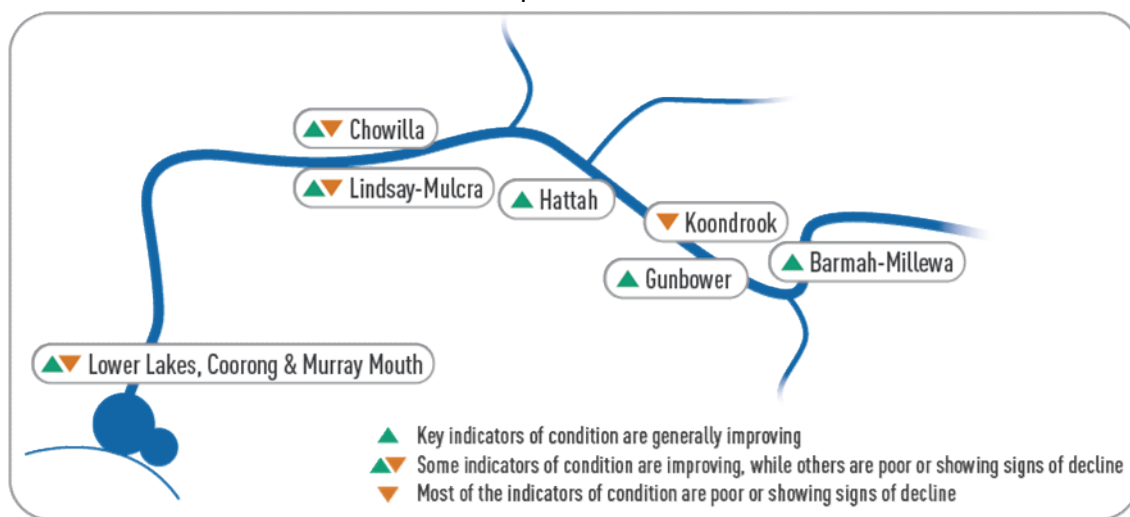 Chowilla
Lindsay-Mulcra
Hattah
Koondrook
Gunbower
Barmah-Millewa
Lower Lakes, Coorong & Murray Mouth
Key indicators of condition are generally improving
Some indicators of condition are improving, while others are poor or showing signs of decline
Most of the indicators of condition are poor or showing signs of decline